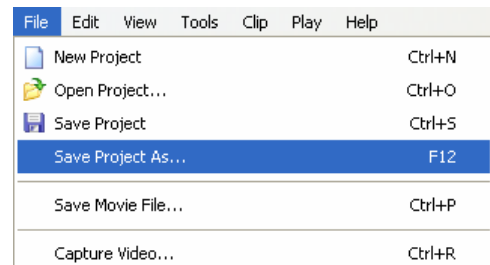 File Edit View Tools Clip Play Help
New Project Ctrl+N
Open Project... Ctrl+O
Save Project Ctrl+S
Save Project As... F12
Save Movie File... Ctrl+P
Capture Video... Ctrl+R